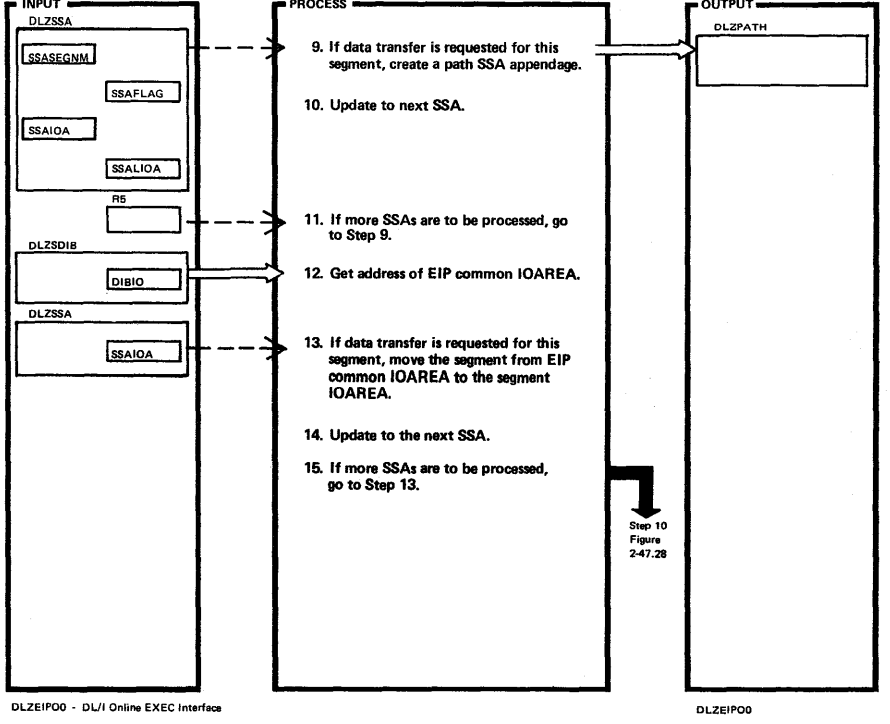 INPUT
DLZSSA
SSASEGNM
SSAFLAG
SSAIOA
SSALIOA
R5
DLZSDIB
DIBIO
DLZSSA
SSAIOA
PROCESS
9. If data transfer is requested for this
segment, create a path SSA appendage.
10. Update to next SSA.
11. If more SSAs are to be processed, go
to Step 9.
12. Get address of EIP common IOAREA.
13. If data transfer is requested for this
segment, move the segment from EIP
common IOAREA to the segment
IOAREA.
14. Update to the next SSA.
15. If more SSAs are to be processed,
go to Step 13.
Step 10
Figure
2-47.28
OUTPUT
DLZPATH
DLZEIPO0 - DL/I Online EXEC Interface
DLZEIPO0